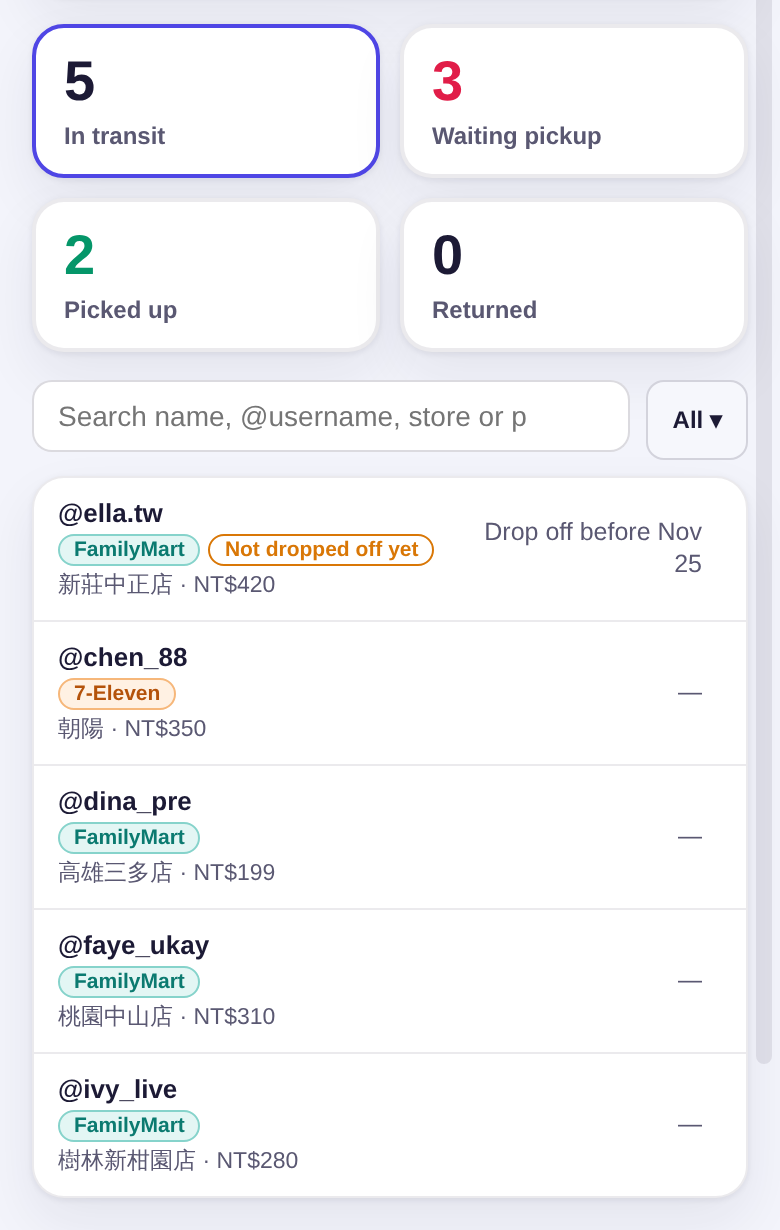 5
In transit
3
Waiting pickup
2
Picked up
0
Returned
Search name, @username, store or p
All ▾
@ella.tw
FamilyMart
Not dropped off yet
新莊中正店 · NT$420
Drop off before Nov
25
@chen_88
7-Eleven
朝陽 · NT$350
—
@dina_pre
FamilyMart
高雄三多店 · NT$199
—
@faye_ukay
FamilyMart
桃園中山店 · NT$310
—
@ivy_live
FamilyMart
樹林新柑園店 · NT$280
—